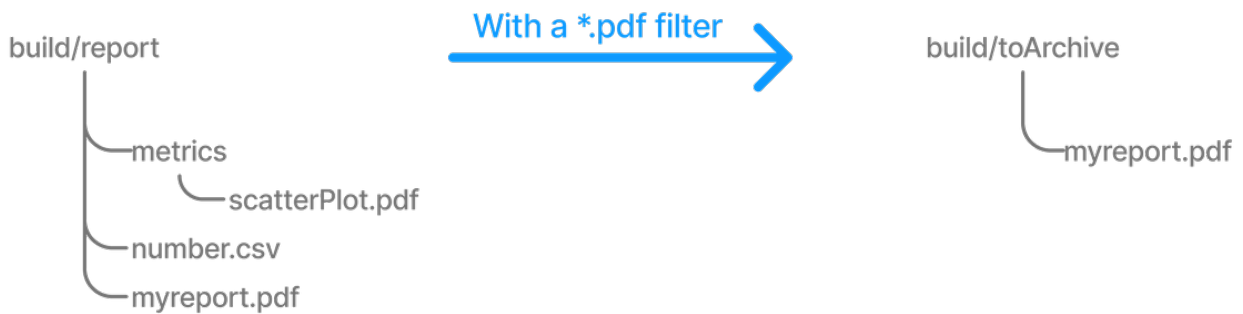 With a *.pdf filter
build/report
metrics
scatterPlot.pdf
number.csv
myreport.pdf
build/toArchive
myreport.pdf